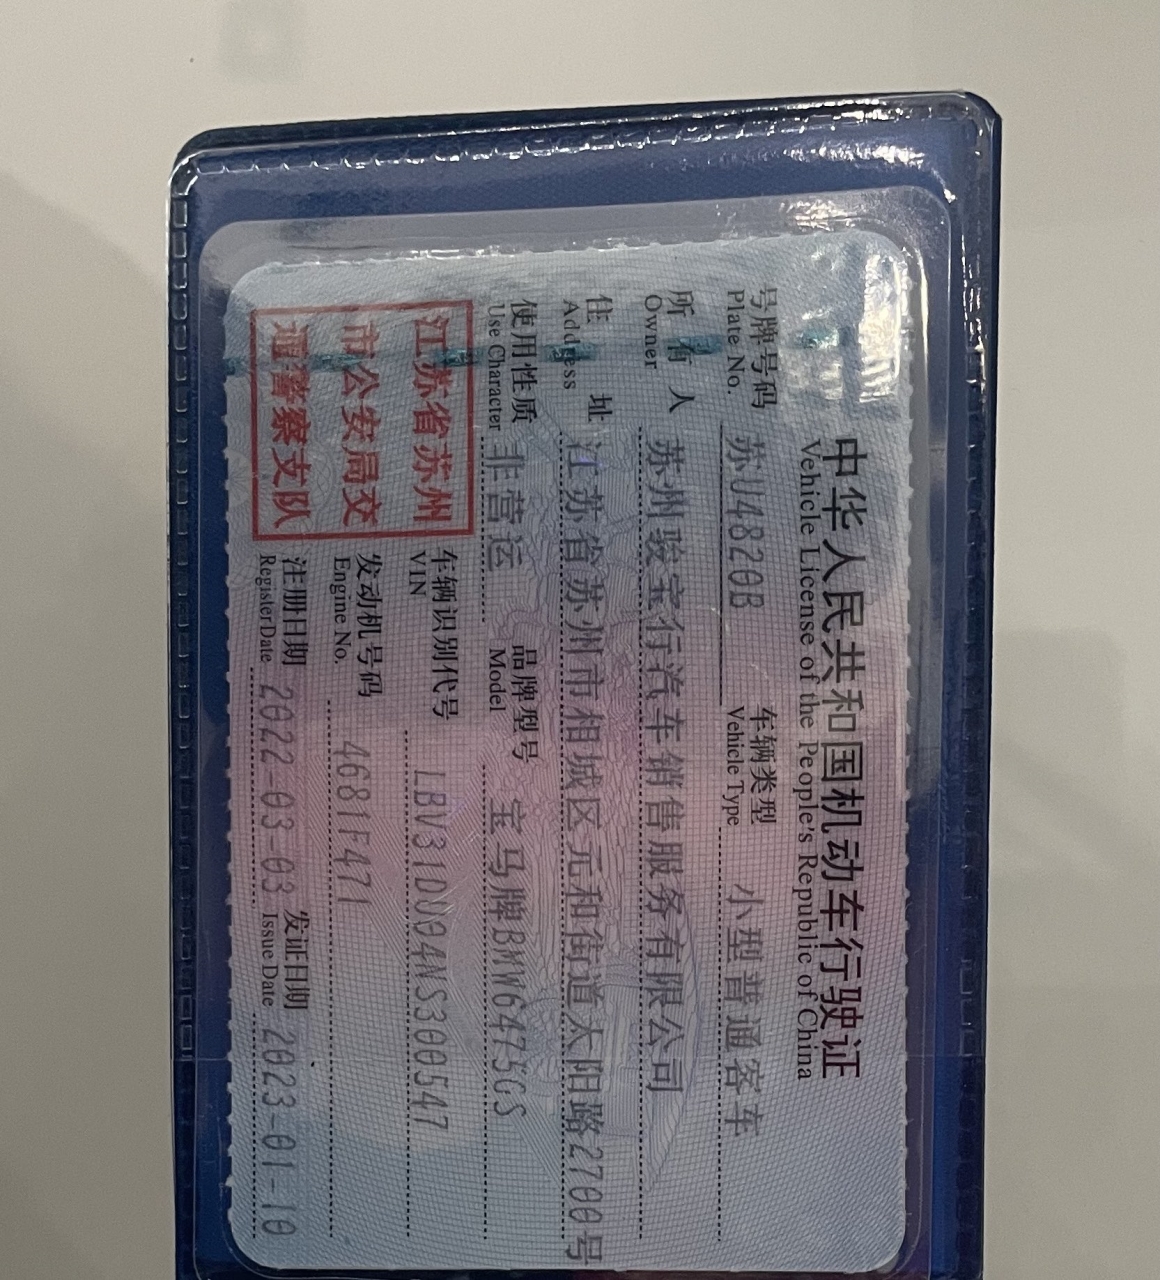 中华人民共和国机动车行驶证
Vehicle License of the People's Republic of China
号牌号码 苏U4820B 车辆类型 小型普通客车
Plate No. Vehicle Type
所有人 苏州骏宝行汽车销售服务有限公司
Owner
住址 江苏省苏州市相城区元和街道太阳路2700号
Address
使用性质 非营运 品牌型号 宝马牌BMW6475GS
Use Character Model
江苏省苏州
市公安局交
通警察支队
车辆识别代号 LBV31DU04NS300547
VIN
发动机号码 4681F471
Engine No.
注册日期 2022-03-03 发证日期 2023-01-10
RegisterDate Issue Date